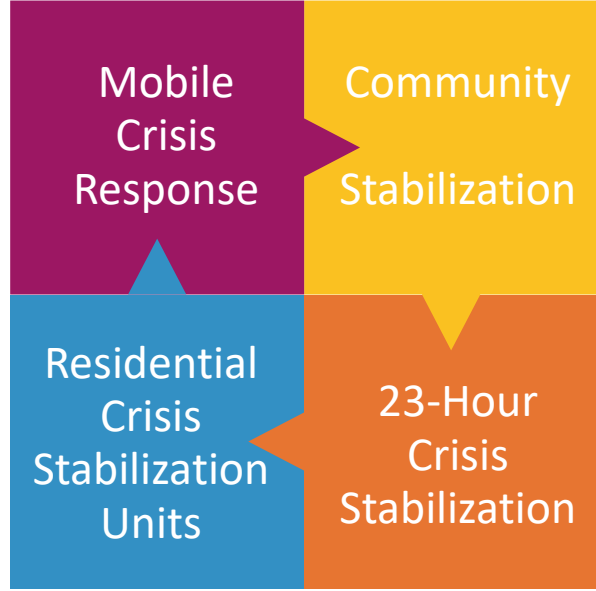 Mobile
Crisis
Response
Community
Stabilization
Residential
Crisis
Stabilization
Units
23-Hour
Crisis
Stabilization